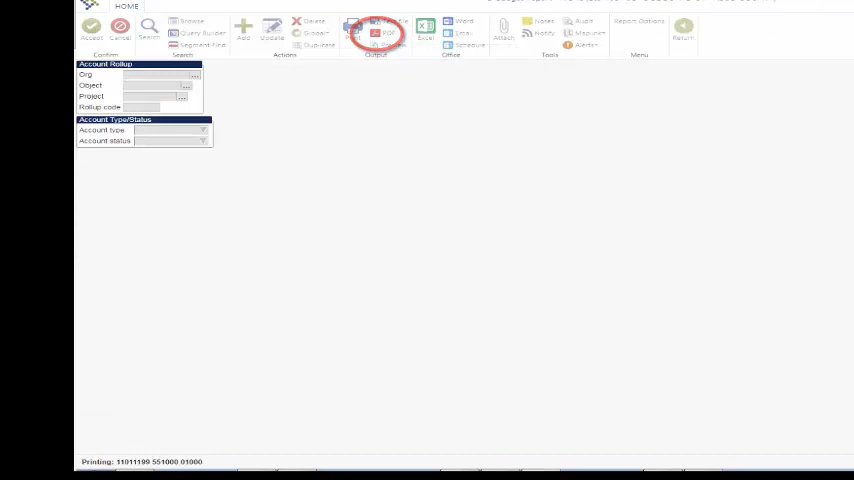 HOME
Accept
Cancel
Confirm
Search
Browse
Query Builder
Segment Find
Search
Add
Update
Delete
Global
Duplicate
Actions
Print
PDF
Output
Excel
Word
Email
Schedule
Office
Attach
Notes
Notify
Audit
Maplink
Alerts
Tools
Report Options
Menu
Return
Account Rollup
Org
Object
Project
Rollup code
Account Type/Status
Account type
Account status
Printing: 11011199 551000 01000